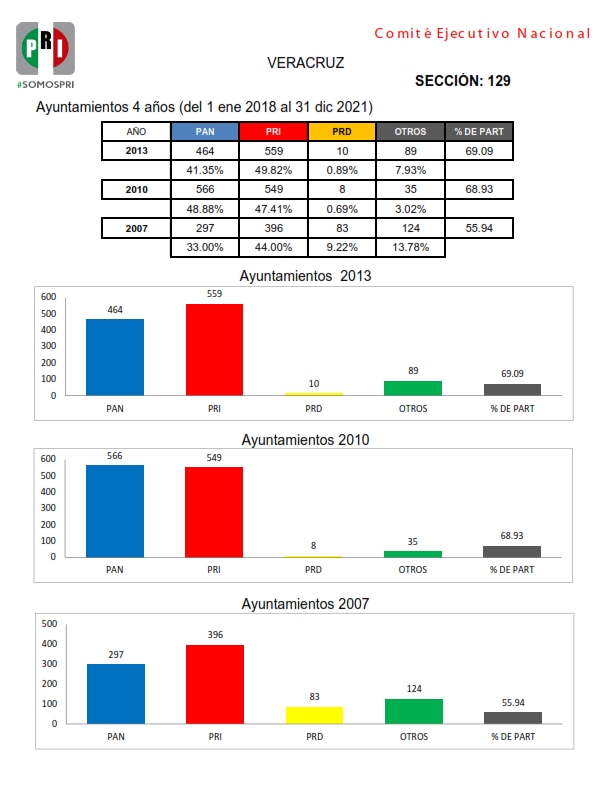 PRI
Comité Ejecutivo Nacional
VERACRUZ
#SOMOSPRI
SECCIÓN: 129
Ayuntamientos 4 años (del 1 ene 2018 al 31 dic 2021)
AÑO PAN PRI PRD OTROS % DE PART
2013 464 559 10 89 69.09
41.35% 49.82% 0.89% 7.93%
2010 566 549 8 35 68.93
48.88% 47.41% 0.69% 3.02%
2007 297 396 83 124 55.94
33.00% 44.00% 9.22% 13.78%
Ayuntamientos 2013
600
500
400
300
200
100
0
464 559 10 89 69.09
PAN PRI PRD OTROS % DE PART
Ayuntamientos 2010
600
500
400
300
200
100
0
566 549 8 35 68.93
PAN PRI PRD OTROS % DE PART
Ayuntamientos 2007
500
400
300
200
100
0
297 396 83 124 55.94
PAN PRI PRD OTROS % DE PART